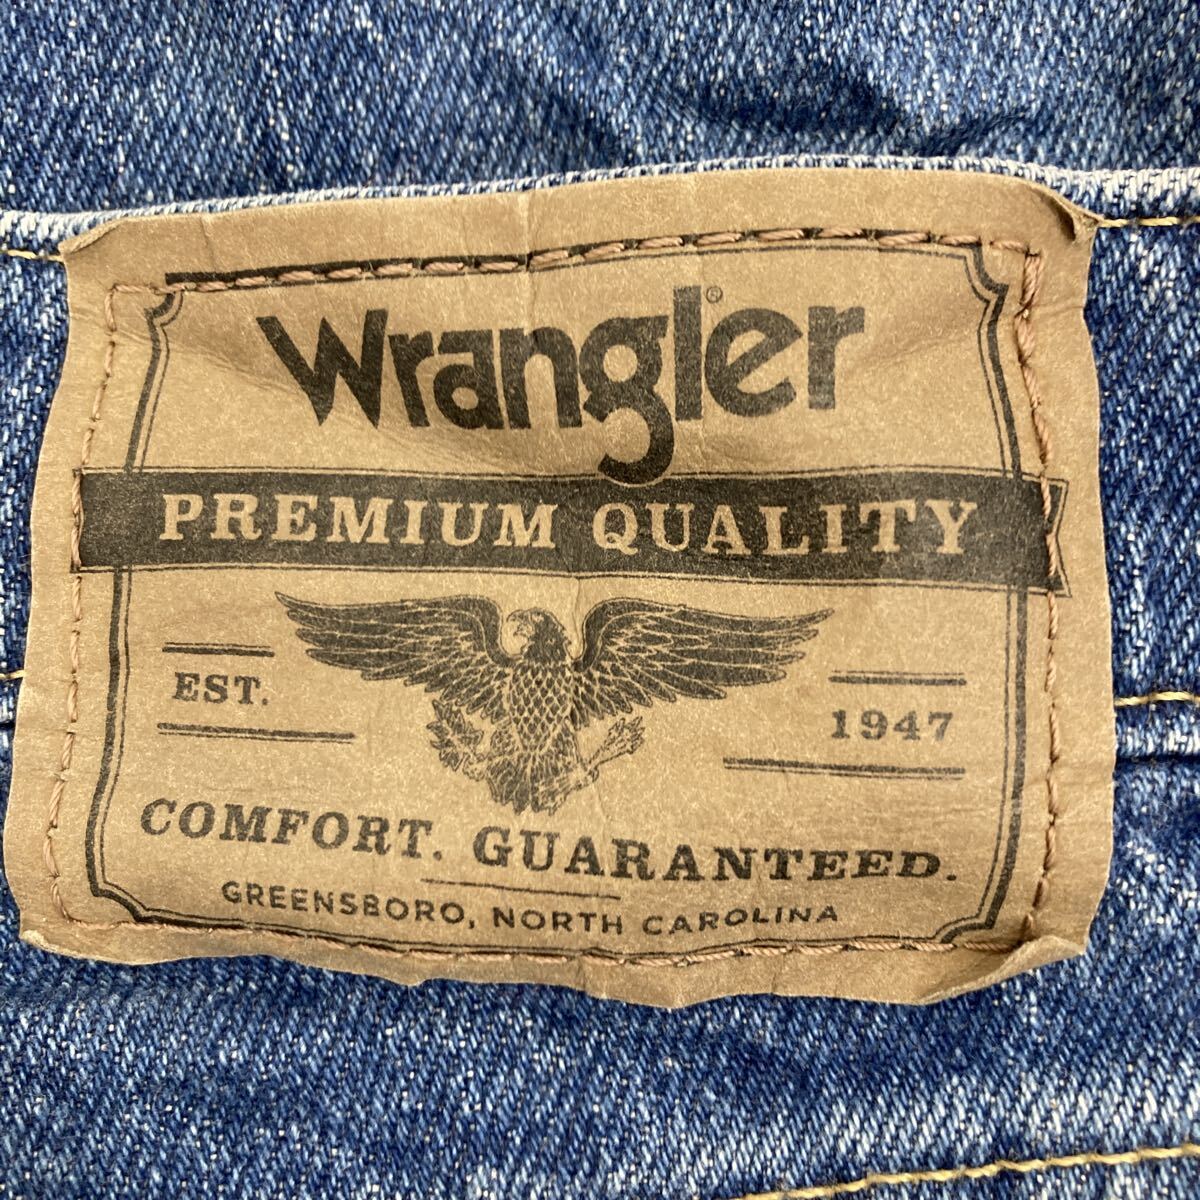 Wrangler®
PREMIUM QUALITY
EST. 1947
COMFORT. GUARANTEED.
GREENSBORO, NORTH CAROLINA